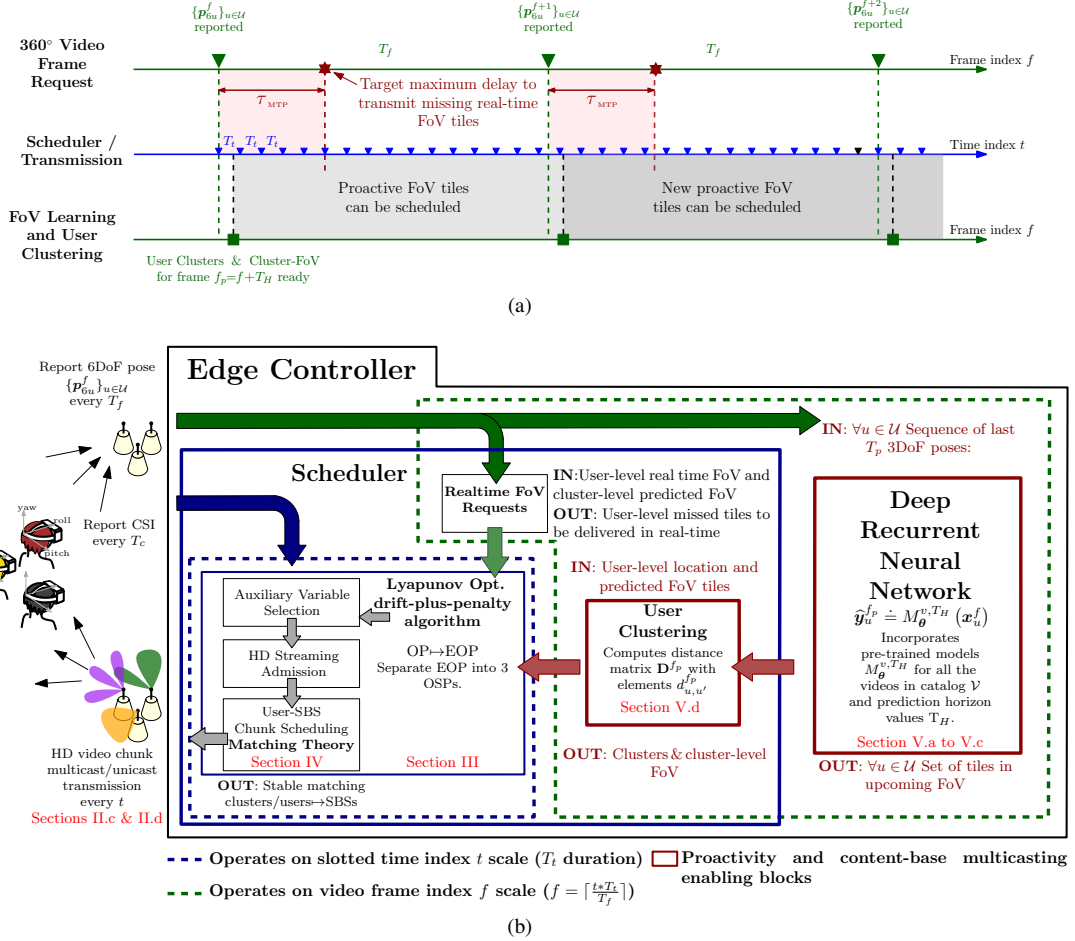 {p_{6u}^{f}}_{u∈𝒰}
reported
{p_{6u}^{f+1}}_{u∈𝒰}
reported
{p_{6u}^{f+2}}_{u∈𝒰}
reported
360° Video
Frame
Request
T_f
T_f
Frame index f
τ_MTP
τ_MTP
Target maximum delay to
transmit missing real-time
FoV tiles
Scheduler /
Transmission
T_t T_t T_t
Time index t
Proactive FoV tiles
can be scheduled
New proactive FoV
tiles can be scheduled
FoV Learning
and User
Clustering
Frame index f
User Clusters & Cluster-FoV
for frame f_p=f+T_H ready
(a)
Report 6DoF pose
{p_{6u}^{f}}_{u∈𝒰}
every T_f
Edge Controller
IN: ∀u ∈ 𝒰 Sequence of last
T_p 3DoF poses:
Scheduler
Realtime FoV
Requests
IN:User-level real time FoV and
cluster-level predicted FoV
OUT: User-level missed tiles to
be delivered in real-time
yaw
roll
pitch
Report CSI
every T_c
Deep
Recurrent
Neural
Network
ŷ_u^{f_p} ≐ M_θ^{v,T_H} (x_u^f)
Incorporates
pre-trained models
M_θ^{v,T_H} for all the
videos in catalog 𝒱
and prediction horizon
values T_H.
Section V.a to V.c
OUT: ∀u ∈ 𝒰 Set of tiles in
upcoming FoV
IN: User-level location and
predicted FoV tiles
User
Clustering
Computes distance
matrix D^{f_p} with
elements d_{u,u'}^{f_p}
Section V.d
OUT: Clusters & cluster-level
FoV
Auxiliary Variable
Selection
Lyapunov Opt.
drift-plus-penalty
algorithm
HD Streaming
Admission
OP↦EOP
Separate EOP into 3
OSPs.
User-SBS
Chunk Scheduling
Matching Theory
Section IV
Section III
OUT: Stable matching
clusters/users↦SBSs
HD video chunk
multicast/unicast
transmission
every t
Sections II.c & II.d
Operates on slotted time index t scale (T_t duration)
Proactivity and content-base multicasting
enabling blocks
Operates on video frame index f scale (f = ⌈t∗T_t/T_f⌉)
(b)